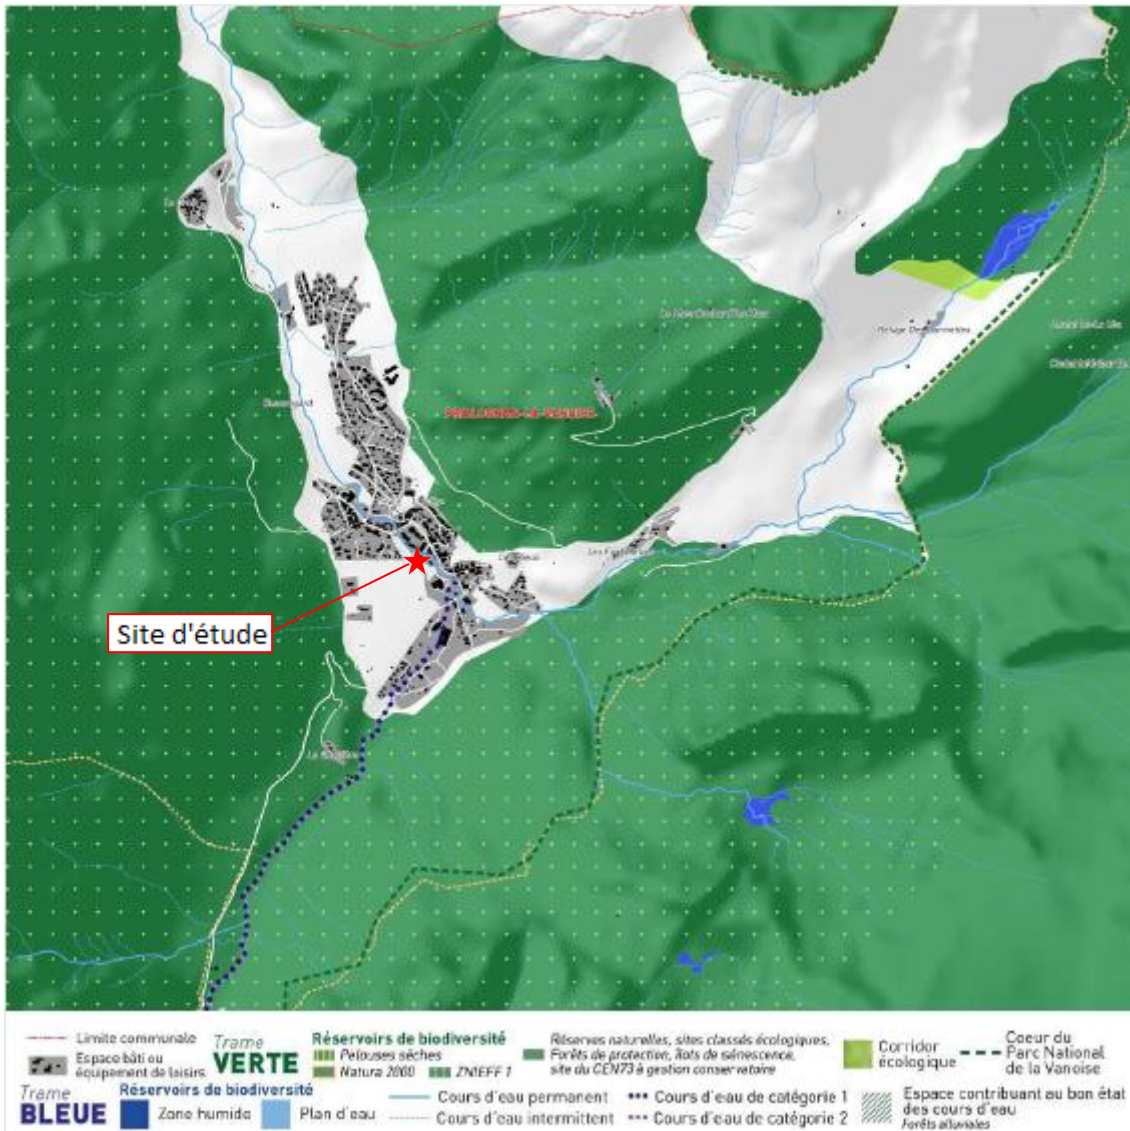 PRALOGNAN-LA-VANOISE
Site d'étude
Limite communale
Espace bâti ou
équipement de loisirs
Trame
VERTE
Réservoirs de biodiversité
Pelouses sèches
Natura 2000
ZNIEFF 1
Réserves naturelles, sites classés écologiques,
Forêts de protection, îlots de sénescence,
site du CEN73 à gestion conservatoire
Corridor
écologique
Coeur du
Parc National
de la Vanoise
Trame
BLEUE
Réservoirs de biodiversité
Zone humide
Plan d'eau
Cours d'eau permanent
Cours d'eau intermittent
Cours d'eau de catégorie 1
Cours d'eau de catégorie 2
Espace contribuant au bon état
des cours d'eau
Forêts alluviales